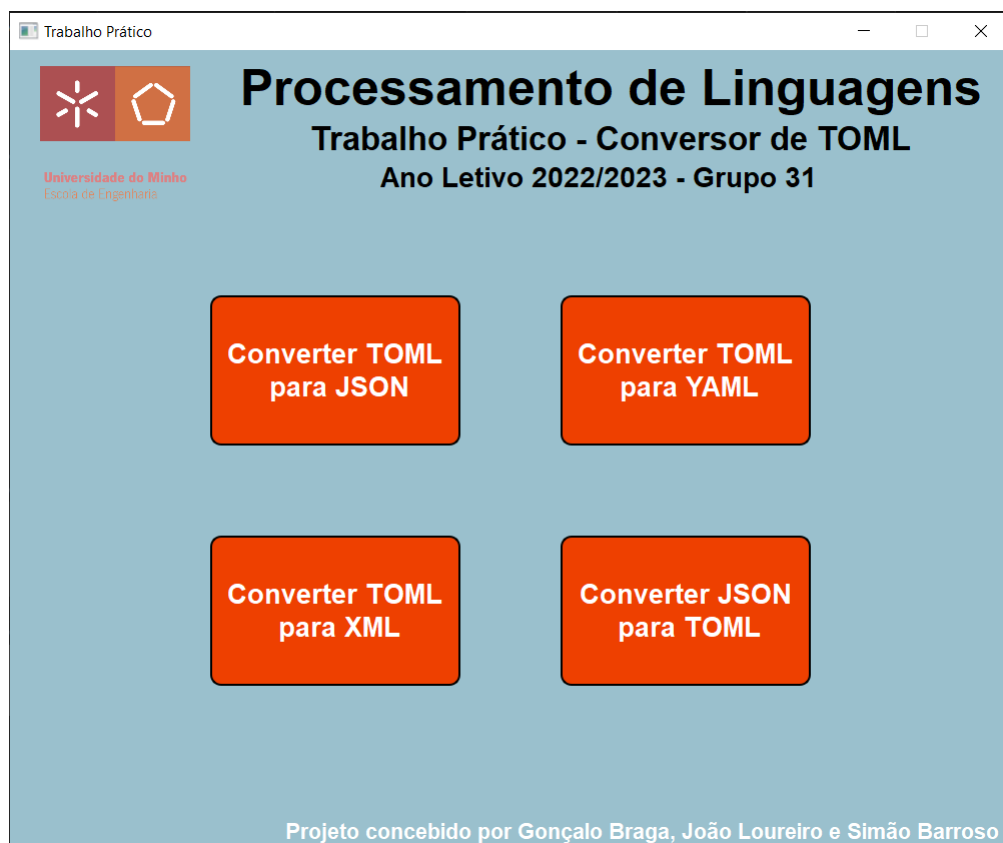 Trabalho Prático
Processamento de Linguagens
Trabalho Prático - Conversor de TOML
Ano Letivo 2022/2023 - Grupo 31
Universidade do Minho
Escola de Engenharia
Converter TOML
para JSON
Converter TOML
para YAML
Converter TOML
para XML
Converter JSON
para TOML
Projeto concebido por Gonçalo Braga, João Loureiro e Simão Barroso